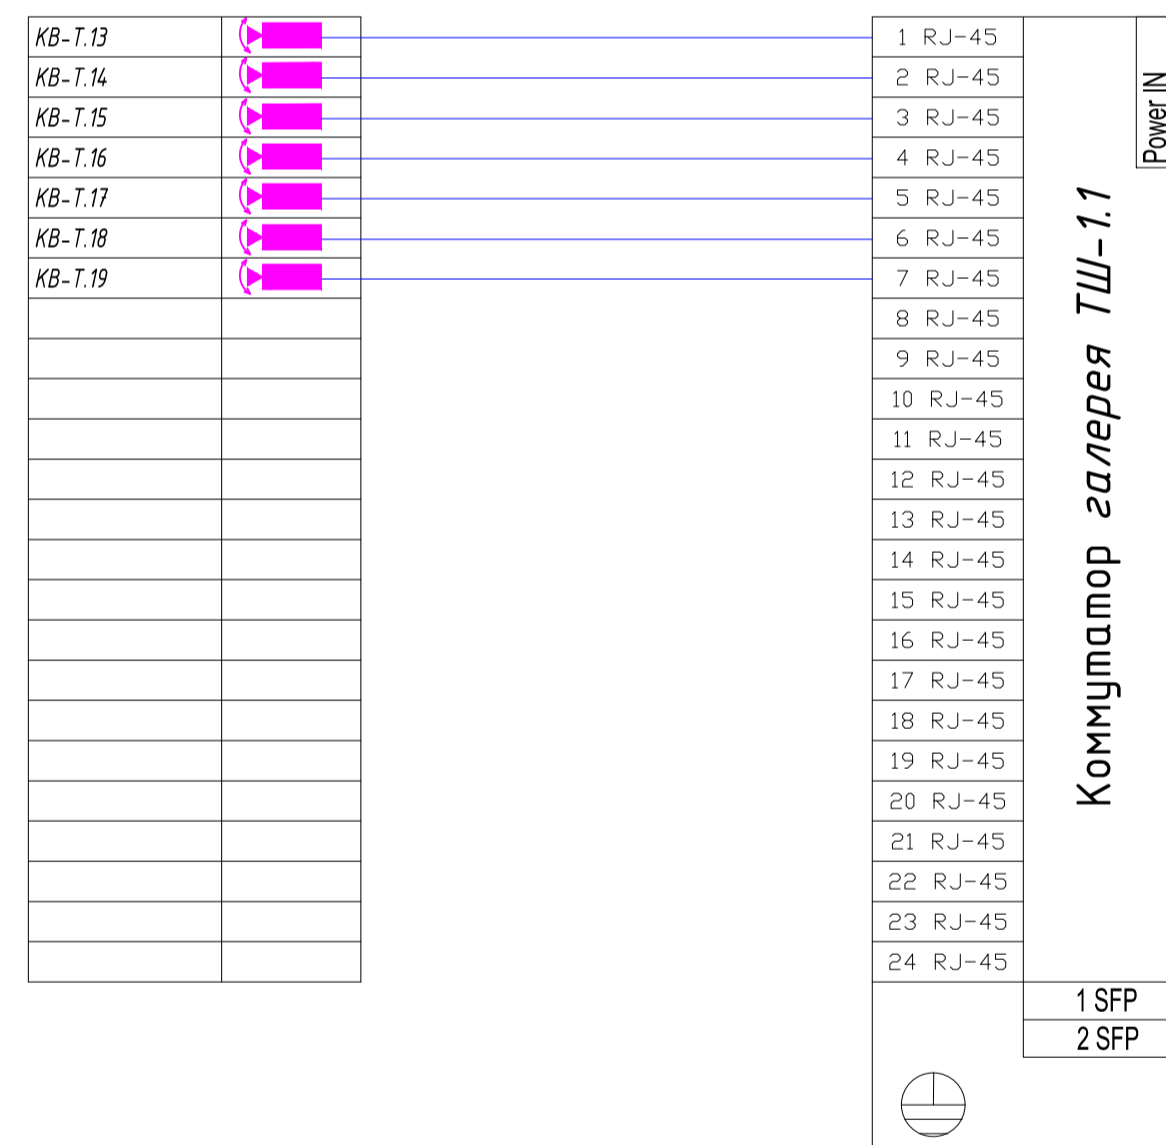 КВ-Т.13
КВ-Т.14
КВ-Т.15
КВ-Т.16
КВ-Т.17
КВ-Т.18
КВ-Т.19
1 RJ-45
2 RJ-45
3 RJ-45
4 RJ-45
5 RJ-45
6 RJ-45
7 RJ-45
8 RJ-45
9 RJ-45
10 RJ-45
11 RJ-45
12 RJ-45
13 RJ-45
14 RJ-45
15 RJ-45
16 RJ-45
17 RJ-45
18 RJ-45
19 RJ-45
20 RJ-45
21 RJ-45
22 RJ-45
23 RJ-45
24 RJ-45
Коммутатор галерея ТШ-1.1
Power IN
1 SFP
2 SFP